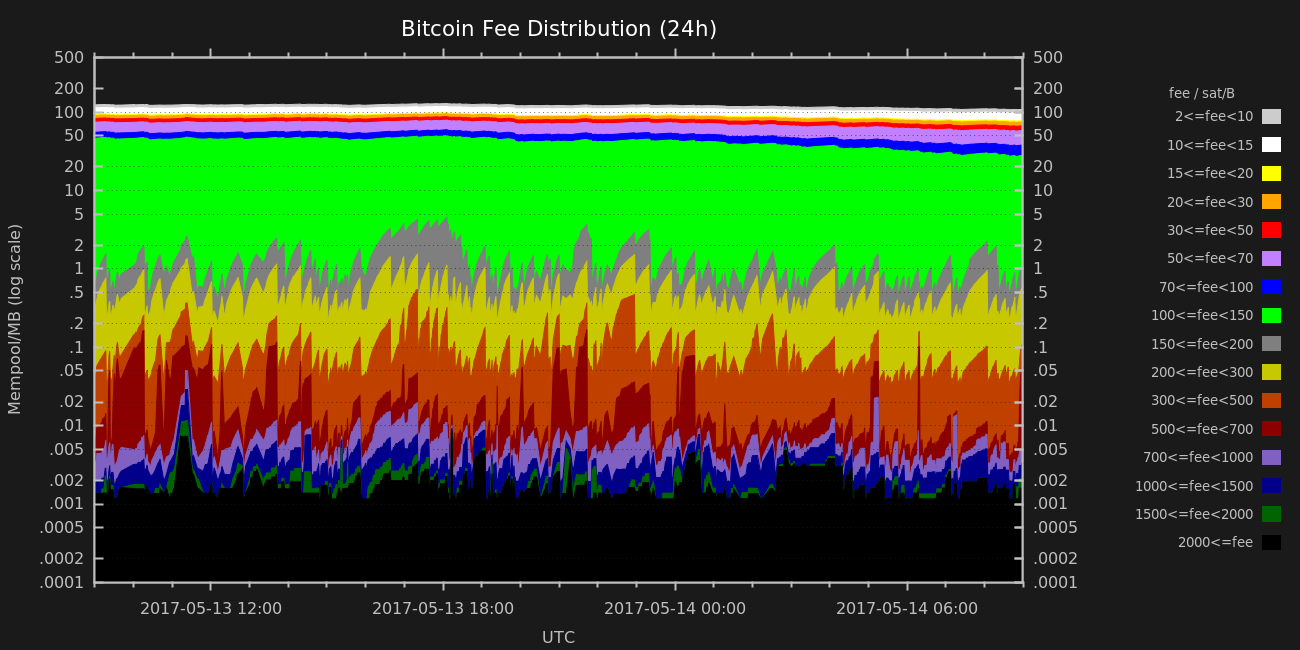 Bitcoin Fee Distribution (24h)
Mempool/MB (log scale)
500
200
100
50
20
10
5
2
1
.5
.2
.1
.05
.02
.01
.005
.002
.001
.0005
.0002
.0001
500
200
100
50
20
10
5
2
1
.5
.2
.1
.05
.02
.01
.005
.002
.001
.0005
.0002
.0001
2017-05-13 12:00
2017-05-13 18:00
2017-05-14 00:00
2017-05-14 06:00
UTC
fee / sat/B
2<=fee<10
10<=fee<15
15<=fee<20
20<=fee<30
30<=fee<50
50<=fee<70
70<=fee<100
100<=fee<150
150<=fee<200
200<=fee<300
300<=fee<500
500<=fee<700
700<=fee<1000
1000<=fee<1500
1500<=fee<2000
2000<=fee